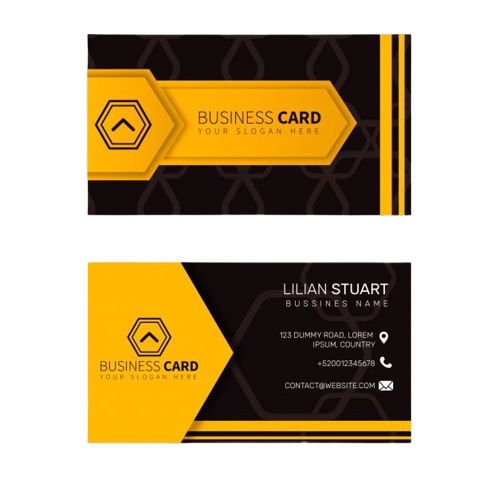 BUSINESS CARD
YOUR SLOGAN HERE
LILIAN STUART
BUSSINES NAME
123 DUMMY ROAD, LOREM
IPSUM, COUNTRY
+520012345678
CONTACT@WEBSITE.COM
BUSINESS CARD
YOUR SLOGAN HERE